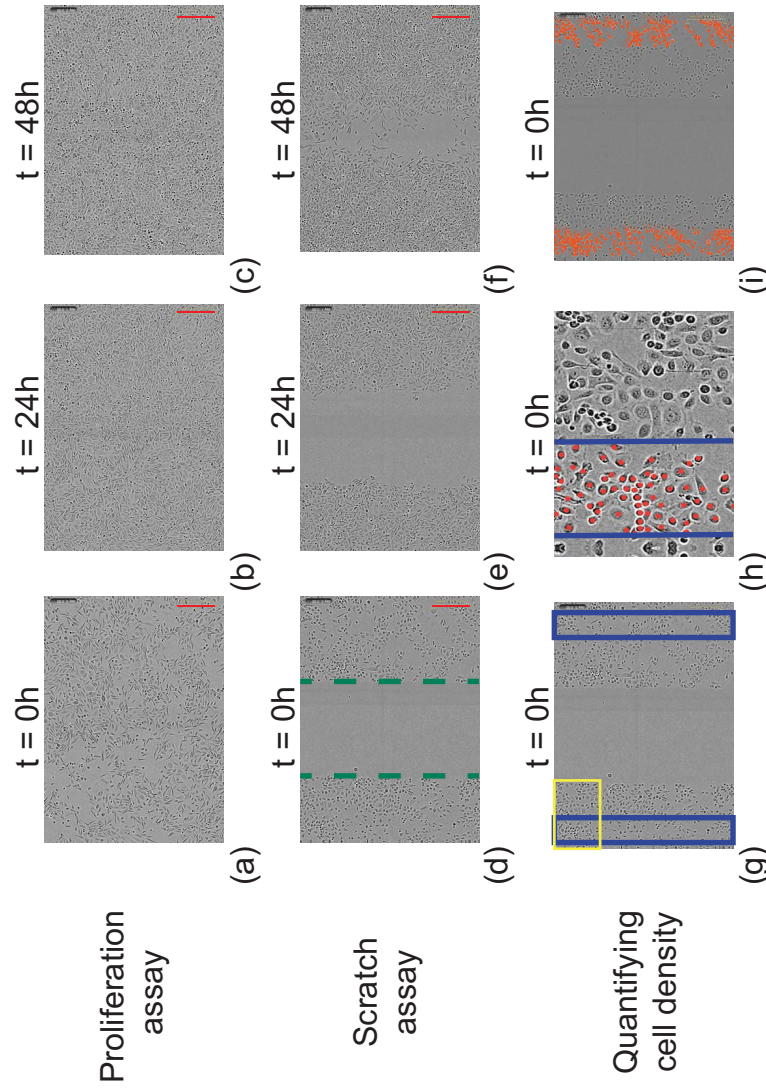 t = 0h
t = 24h
t = 48h
Proliferation
assay
(a)
(b)
(c)
t = 0h
t = 24h
t = 48h
Scratch
assay
(d)
(e)
(f)
t = 0h
t = 0h
t = 0h
Quantifying
cell density
(g)
(h)
(i)